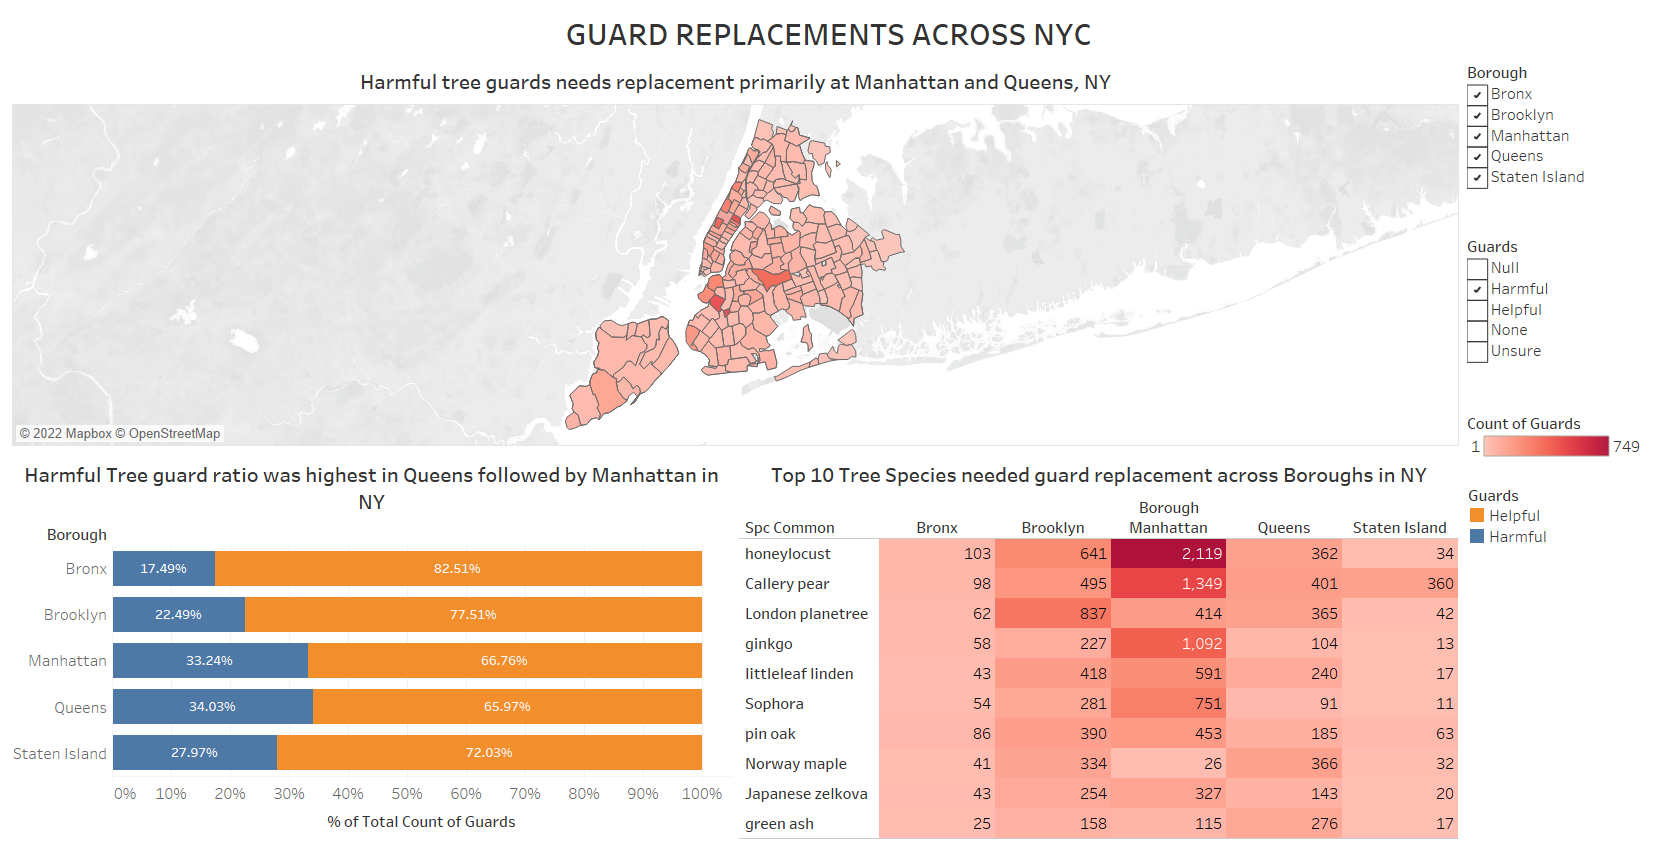 GUARD REPLACEMENTS ACROSS NYC
Harmful tree guards needs replacement primarily at Manhattan and Queens, NY
© 2022 Mapbox © OpenStreetMap
Borough
Bronx
Brooklyn
Manhattan
Queens
Staten Island
Guards
Null
Harmful
Helpful
None
Unsure
Count of Guards
1 749
Guards
Helpful
Harmful
Harmful Tree guard ratio was highest in Queens followed by Manhattan in
NY
Borough
Bronx 17.49% 82.51%
Brooklyn 22.49% 77.51%
Manhattan 33.24% 66.76%
Queens 34.03% 65.97%
Staten Island 27.97% 72.03%
0% 10% 20% 30% 40% 50% 60% 70% 80% 90% 100%
% of Total Count of Guards
Top 10 Tree Species needed guard replacement across Boroughs in NY
Borough
Spc Common Bronx Brooklyn Manhattan Queens Staten Island
honeylocust 103 641 2,119 362 34
Callery pear 98 495 1,349 401 360
London planetree 62 837 414 365 42
ginkgo 58 227 1,092 104 13
littleleaf linden 43 418 591 240 17
Sophora 54 281 751 91 11
pin oak 86 390 453 185 63
Norway maple 41 334 26 366 32
Japanese zelkova 43 254 327 143 20
green ash 25 158 115 276 17